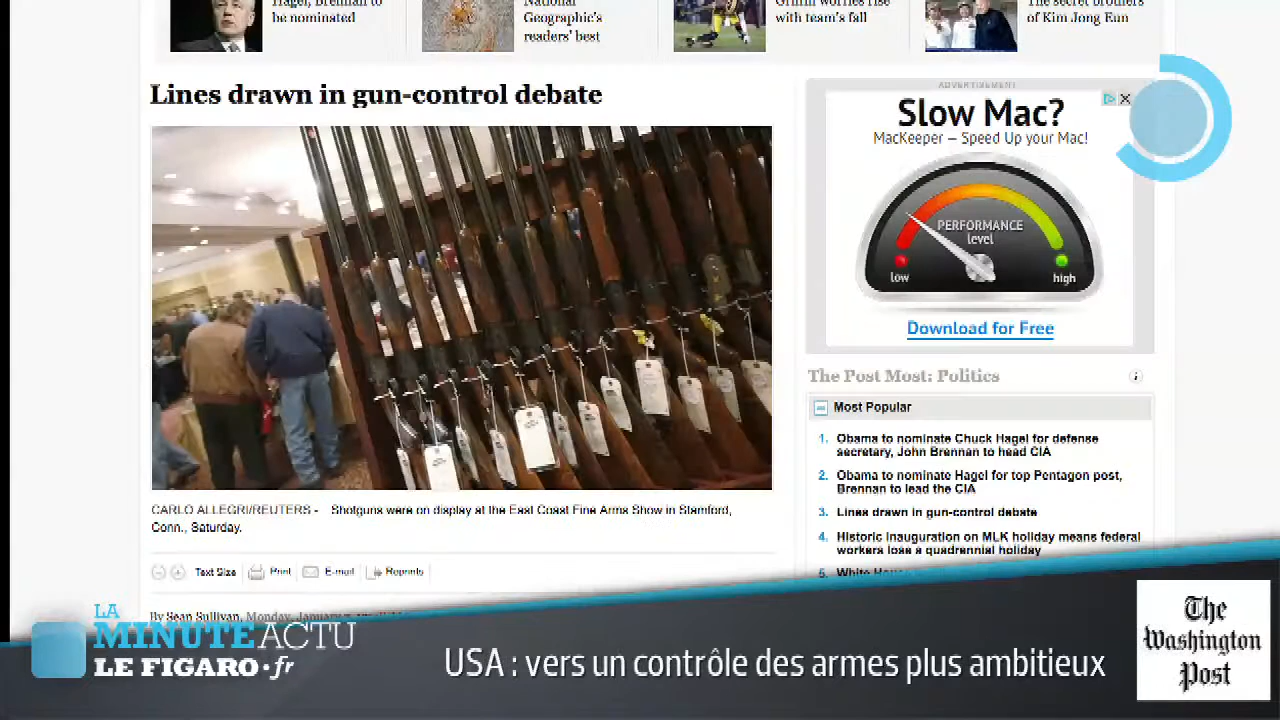 Hagel, Brennan to
be nominated
National
Geographic's
readers' best
Griffin worries rise
with team's fall
The secret brothers
of Kim Jong Eun
Lines drawn in gun-control debate
ADVERTISEMENT
Slow Mac?
MacKeeper – Speed Up your Mac!
PERFORMANCE
level
low
high
Download for Free
CARLO ALLEGRI/REUTERS - Shotguns were on display at the East Coast Fine Arms Show in Stamford,
Conn., Saturday.
Text Size Print E-mail Reprints
By Sean Sullivan, Monday, January
The Post Most: Politics
Most Popular
1. Obama to nominate Chuck Hagel for defense
secretary, John Brennan to head CIA
2. Obama to nominate Hagel for top Pentagon post,
Brennan to lead the CIA
3. Lines drawn in gun-control debate
4. Historic inauguration on MLK holiday means federal
workers lose a quadrennial holiday
5. White
LA
MINUTE ACTU
LE FIGARO.fr
USA : vers un contrôle des armes plus ambitieux
The
Washington
Post